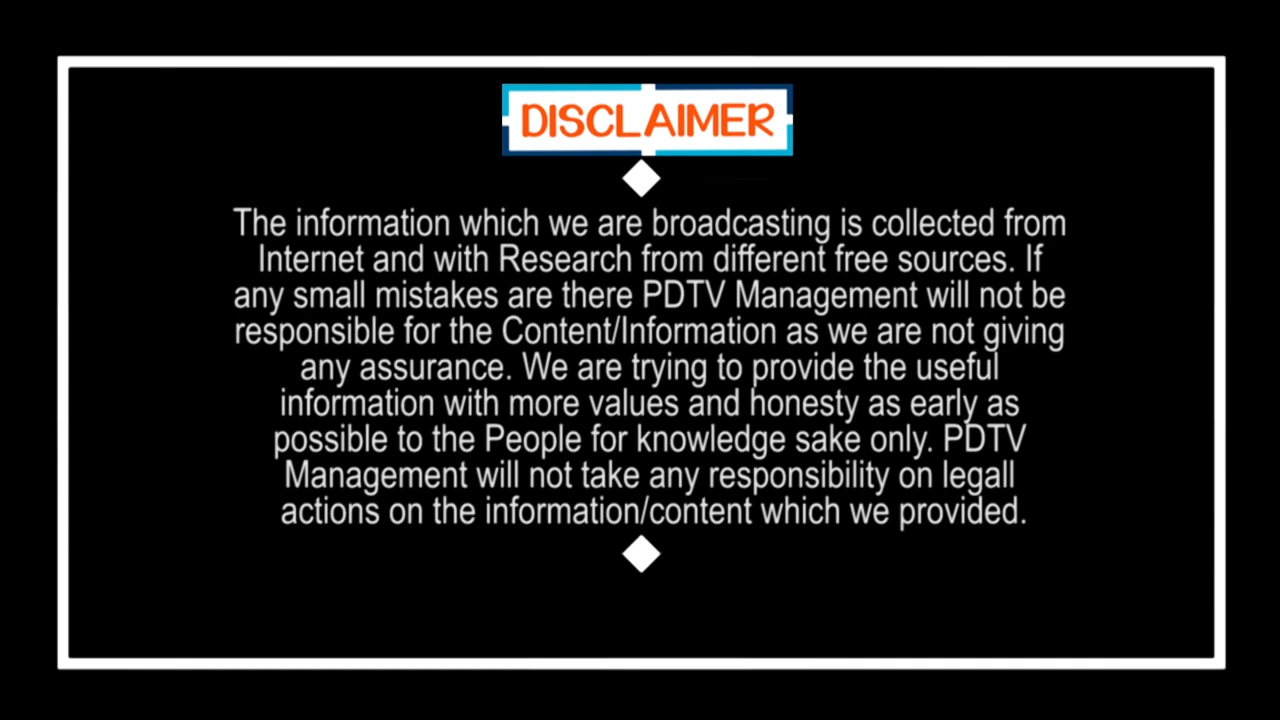 DISCLAIMER
The information which we are broadcasting is collected from
Internet and with Research from different free sources. If
any small mistakes are there PDTV Management will not be
responsible for the Content/Information as we are not giving
any assurance. We are trying to provide the useful
information with more values and honesty as early as
possible to the People for knowledge sake only. PDTV
Management will not take any responsibility on legall
actions on the information/content which we provided.